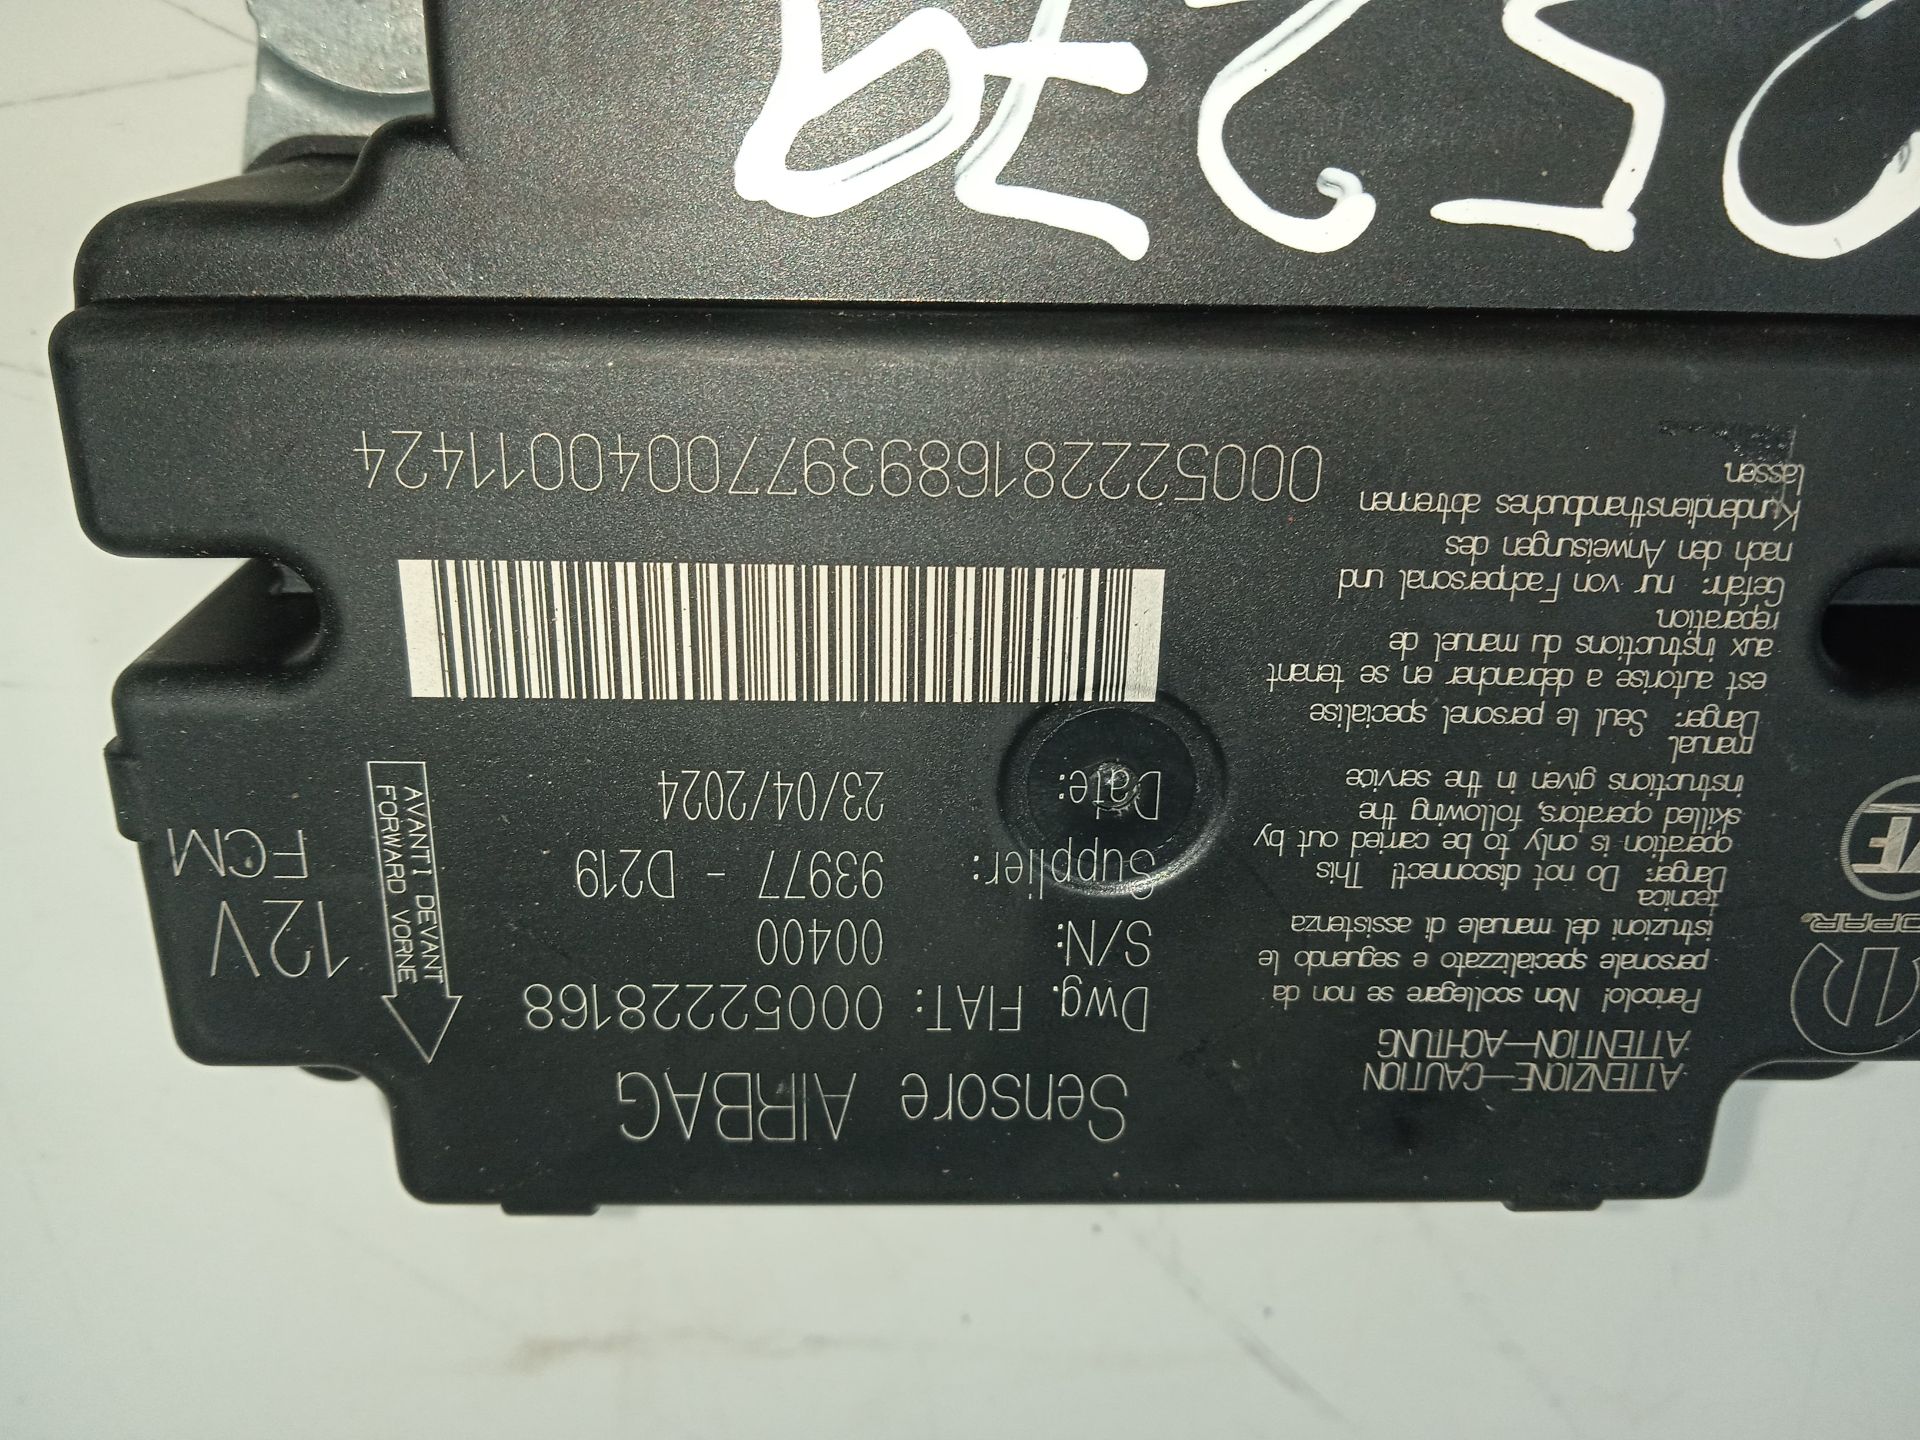 ATTENZIONE-CAUTION
ATTENTION-ACHTUNG
Pericolo! Non scollegare se non da
personale specializzato e seguendo le
istruzioni del manuale di assistenza
tecnica
Danger: Do not disconnect! This
operation is only to be carried out by
skilled operators, following the
instructions given in the service
manual
Danger: Seul le personel specialise
est autorise a debrancher en se tenant
aux instructions du manuel de
reparation
Gefahr: nur von Fachpersonal und
nach den Anweisungen des
Kundendiensthandbuches abtrennen
lassen.
Sensore AIRBAG
Dwg. FIAT: 00052228168
S/N: 00400
Supplier: 93977 - D219
Date: 23/04/2024
00052228168939770040011424
AVANTI DEVANT
FORWARD VORNE
12V
FCM